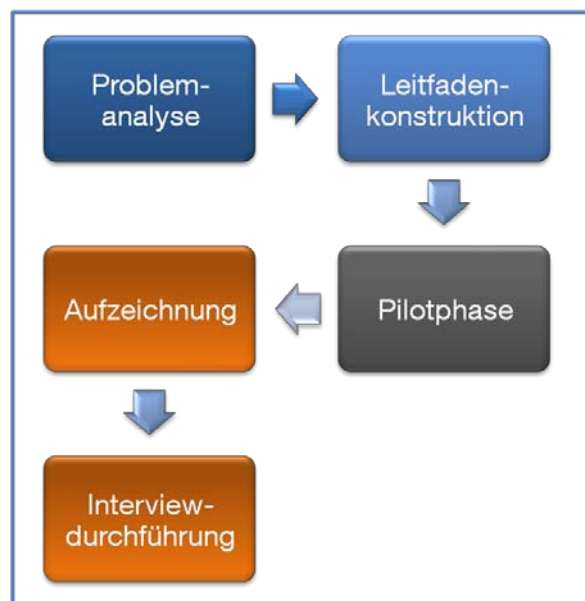 Problem-
analyse
Leitfaden-
konstruktion
Aufzeichnung
Pilotphase
Interview-
durchführung